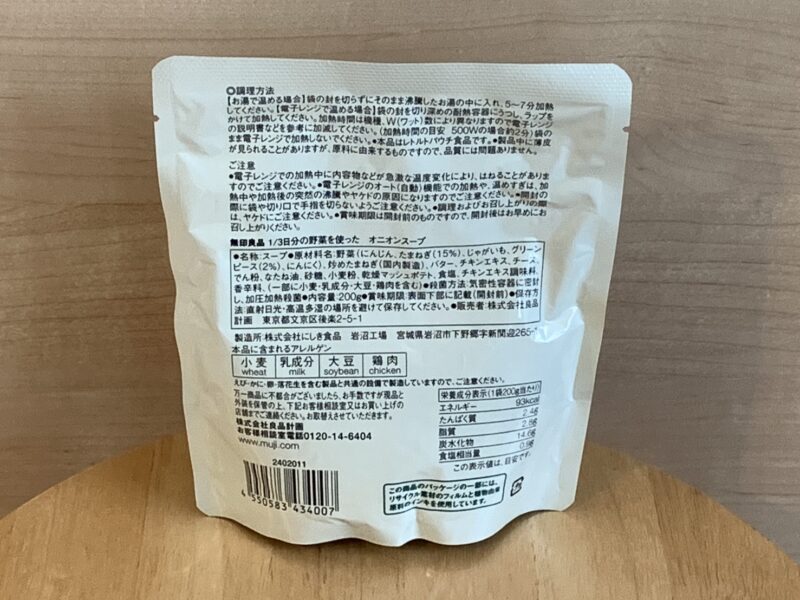 ◎調理方法
【お湯で温める場合】袋の封を切らずにそのまま沸騰したお湯の中に入れ、5〜7分加熱
してください。【電子レンジで温める場合】袋の封を切り深めの耐熱容器にうつし、ラップを
かけて加熱してください。加熱時間は機種、W(ワット)数により異なりますので電子レンジ
の説明書などを参考に加減してください。(加熱時間の目安 500Wの場合約2分)袋の
まま電子レンジで加熱しないでください。●本品はレトルトパウチ食品です。●製品中に薄皮
が見られることがありますが、原料に由来するものですので、品質には問題ありません。
ご注意
●電子レンジでの加熱中に内容物などが急激な温度変化により、はねることがあります
ますのでご注意ください。●電子レンジのオート(自動)機能での加熱や、温めすぎは、加
熱中や加熱後の突然の沸騰やヤケドの原因になりますのでご注意ください。●開封の
際に袋や切り口で手指を切らないようご注意ください。●調理およびお召し上がりの際
は、ヤケドにご注意ください。●賞味期限は開封前のものですので、開封後はお早めにお
召し上がりください。
無印良品 1/3日分の野菜を使った オニオンスープ
●名称:スープ●原材料名:野菜(にんじん、たまねぎ(15%)、じゃがいも、グリーン
ピース(2%)、にんにく)、炒めたまねぎ(国内製造)、バター、チキンエキス、チーズ、
でん粉、なたね油、砂糖、小麦粉、乾燥マッシュポテト、食塩、チキンエキス調味料、
香辛料、(一部に小麦・乳成分・大豆・鶏肉を含む)●殺菌方法:気密性容器に密封
し、加圧加熱殺菌●内容量:200g●賞味期限:表面下部に記載(開封前)●保存方
法:直射日光・高温多湿の場所を避けて保存してください。●販売者:株式会社良品
計画 東京都文京区後楽2-5-1
製造所:株式会社にしき食品 岩沼工場 宮城県岩沼市下野郷字新関迎265-1
本品に含まれるアレルゲン
小麦 乳成分 大豆 鶏肉
wheat milk soybean chicken
えび・かに・卵・落花生を含む製品と共通の設備で製造していますので、ご注意ください。
万一商品に不都合がございましたら、お手数ですが現品と
外装を保管の上、下記お客様相談室又はお買い上げの
店舗までご連絡ください。お取替えさせていただきます。
株式会社良品計画
お客様相談室電話0120-14-6404
www.muji.com
栄養成分表示(1袋200g当たり)
エネルギー 93kcal
たんぱく質 2.4g
脂質 2.8g
炭水化物 14.6g
食塩相当量 0.9g
この表示値は、目安です。
2402011
4 550583 434007
この商品のパッケージの一部には、
リサイクル素材のフィルムと植物由来
原料のインキを使用しています。